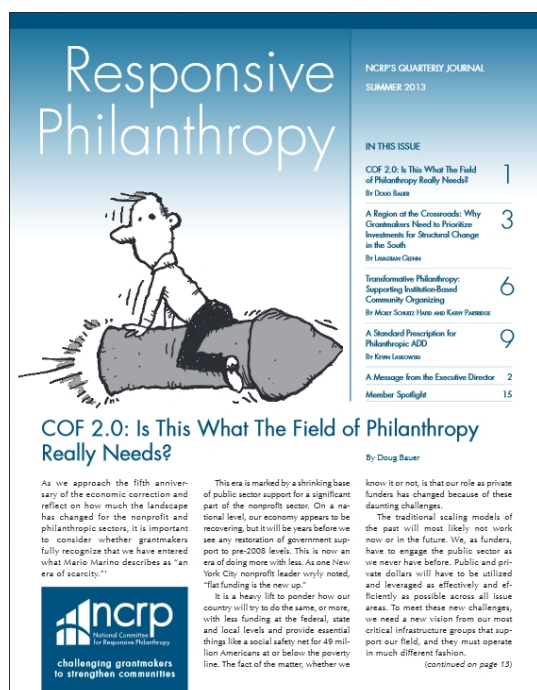 Responsive
Philanthropy
NCRP'S QUARTERLY JOURNAL
SUMMER 2013
IN THIS ISSUE
COF 2.0: Is This What The Field
of Philanthropy Really Needs?
By Doug Bauer
1
A Region at the Crossroads: Why
Grantmakers Need to Prioritize
Investments for Structural Change
in the South
By Lavastian Glenn
3
Transformative Philanthropy:
Supporting Institution-Based
Community Organizing
By Molly Schultz Hafid and Kathy Partridge
6
A Standard Prescription for
Philanthropic ADD
By Kevin Laskowski
9
A Message from the Executive Director 2
Member Spotlight 15
COF 2.0: Is This What The Field of Philanthropy
Really Needs?
By Doug Bauer
As we approach the fifth anniver-
sary of the economic correction and
reflect on how much the landscape
has changed for the nonprofit and
philanthropic sectors, it is important
to consider whether grantmakers
fully recognize that we have entered
what Mario Marino describes as "an
era of scarcity."¹
ncrp
National Committee
for Responsive Philanthropy
challenging grantmakers
to strengthen communities
This era is marked by a shrinking base
of public sector support for a significant
part of the nonprofit sector. On a na-
tional level, our economy appears to be
recovering, but it will be years before we
see any restoration of government sup-
port to pre-2008 levels. This is now an
era of doing more with less. As one New
York City nonprofit leader wryly noted,
"flat funding is the new up."
It is a heavy lift to ponder how our
country will try to do the same, or more,
with less funding at the federal, state
and local levels and provide essential
things like a social safety net for 49 mil-
lion Americans at or below the poverty
line. The fact of the matter, whether we
know it or not, is that our role as private
funders has changed because of these
daunting challenges.
The traditional scaling models of
the past will most likely not work
now or in the future. We, as funders,
have to engage the public sector as
we never have before. Public and pri-
vate dollars will have to be utilized
and leveraged as effectively and ef-
ficiently as possible across all issue
areas. To meet these new challenges,
we need a new vision from our most
critical infrastructure groups that sup-
port our field, and they must operate
in much different fashion.
(continued on page 13)